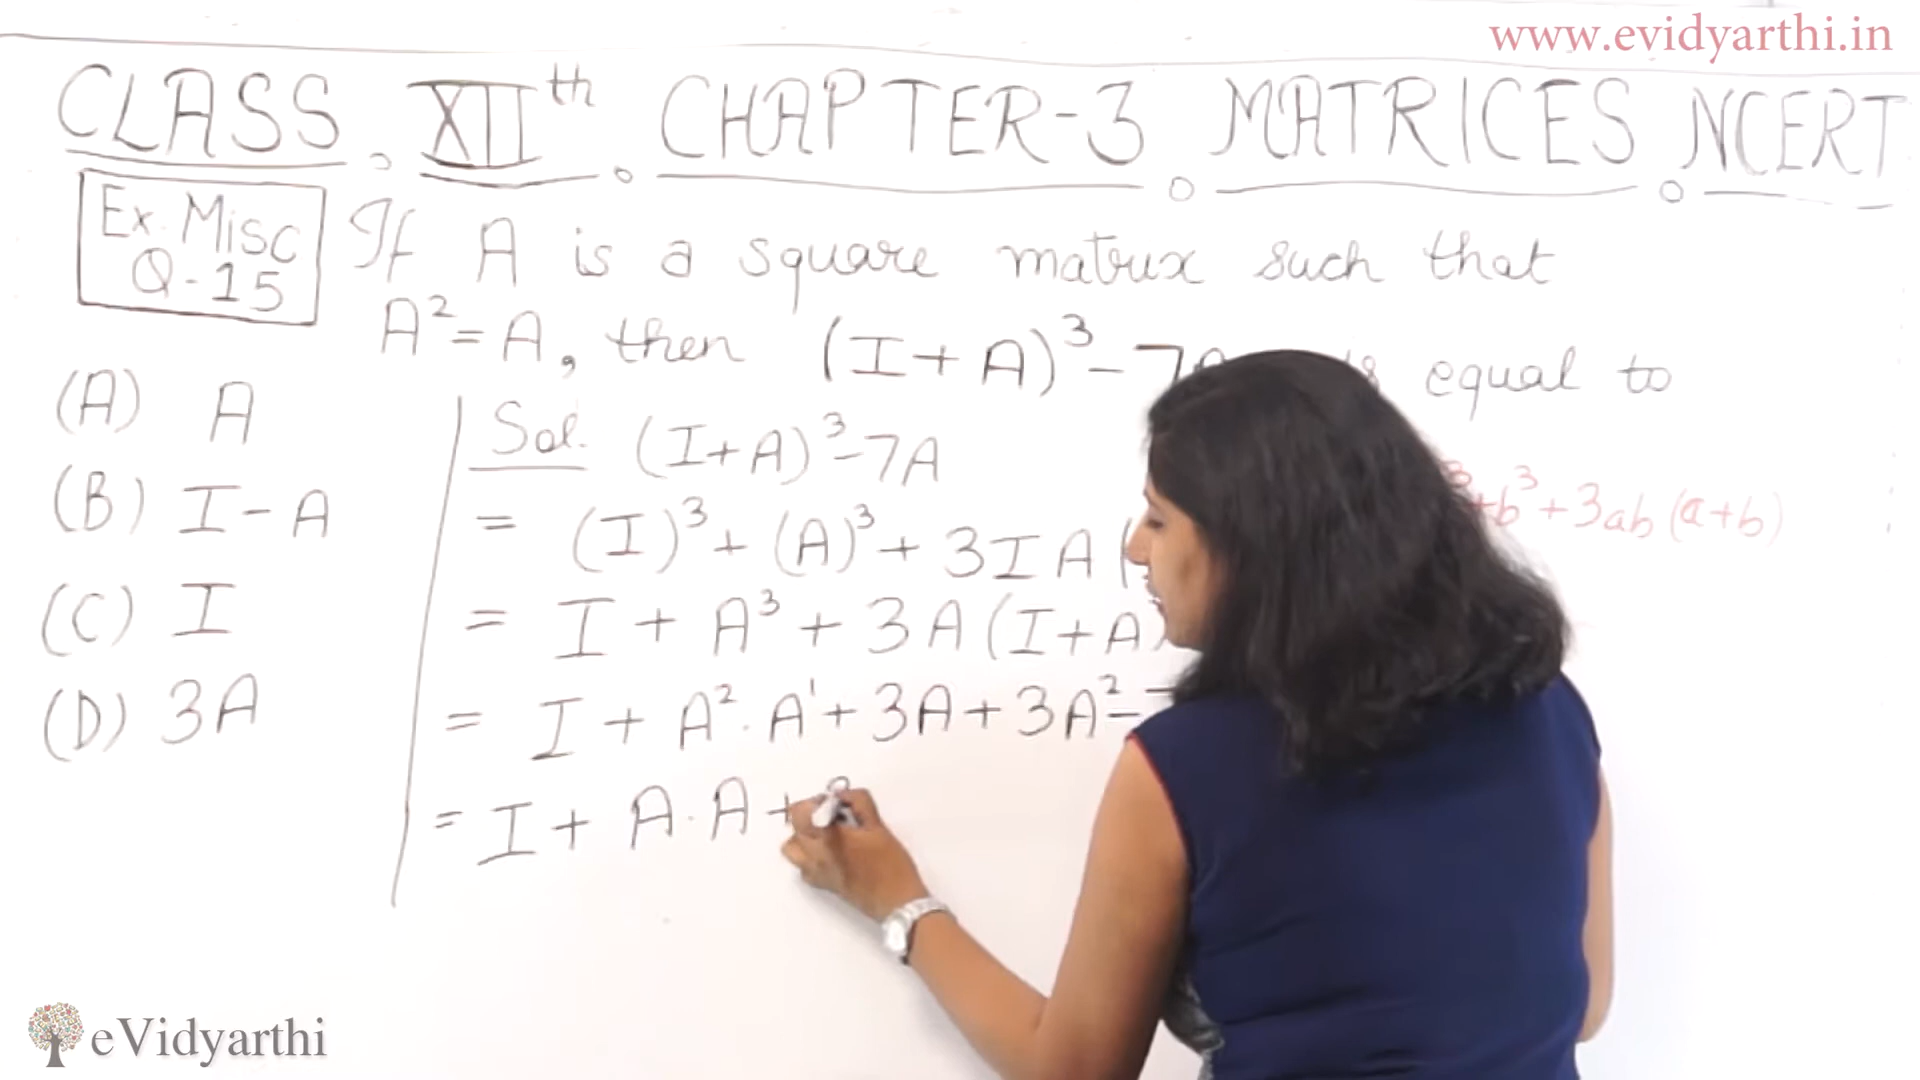 www.evidyarthi.in
CLASS XIIth CHAPTER-3 MATRICES NCERT
Ex. Misc
Q-15
If A is a square matrix such that
A² = A, then (I+A)³ - 7A is equal to
(A) A
(B) I - A
(C) I
(D) 3A
Sol. (I+A)³ - 7A
= (I)³ + (A)³ + 3IA (
= I + A³ + 3A (I+A)
= I + A² · A¹ + 3A + 3A² -
= I + A · A +
+b³ + 3ab (a+b)
eVidyarthi